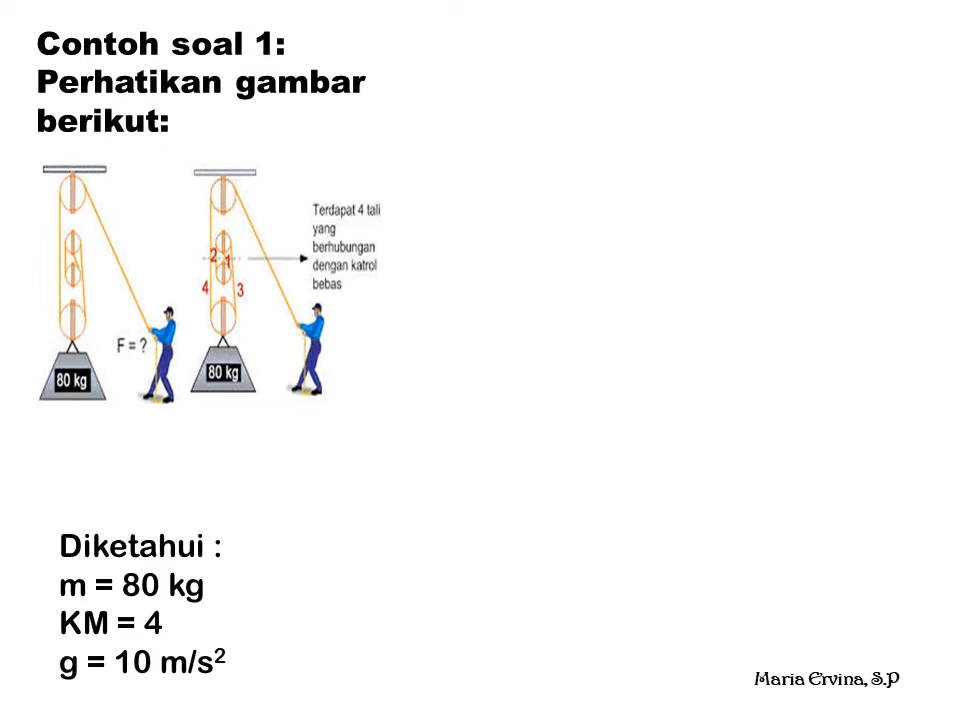 Contoh soal 1:
Perhatikan gambar
berikut:
Terdapat 4 tali
yang
berhubungan
dengan katrol
bebas
2
1
4
3
F = ?
80 kg
80 kg
Diketahui :
m = 80 kg
KM = 4
g = 10 m/s²
Maria Ervina, S.P